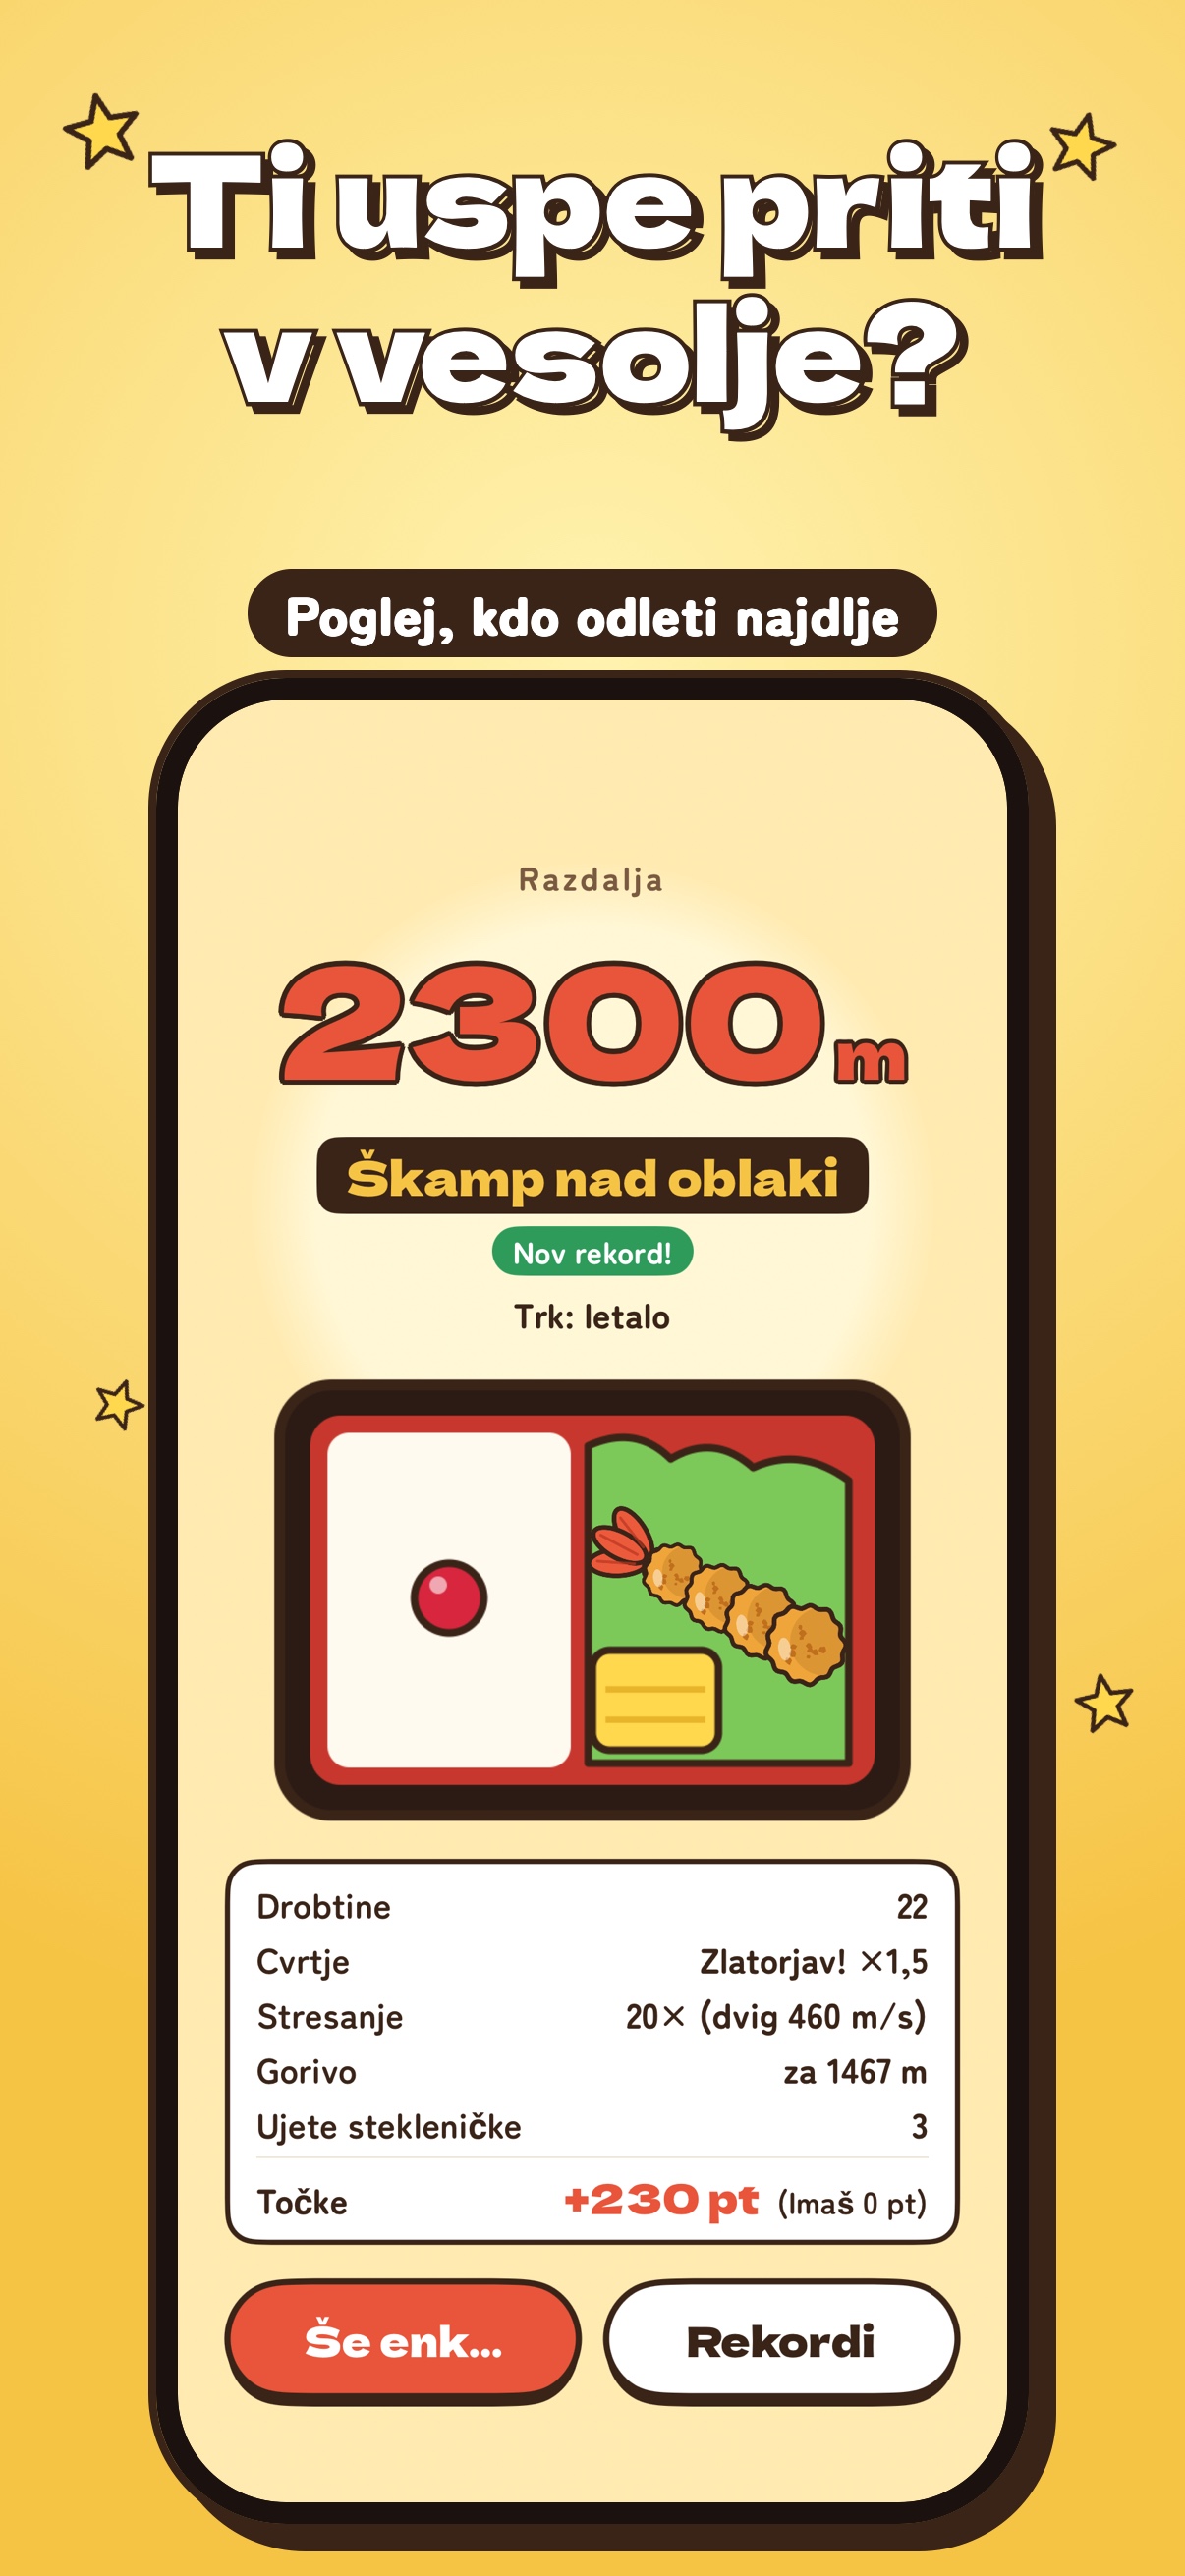 Ti uspe priti
v vesolje?
Poglej, kdo odleti najdlje
Razdalja
2300 m
Škamp nad oblaki
Nov rekord!
Trk: letalo
Drobtine 22
Cvrtje Zlatorjav! ×1,5
Stresanje 20× (dvig 460 m/s)
Gorivo za 1467 m
Ujete stekleničke 3
Točke +230 pt (Imaš 0 pt)
Še enk...
Rekordi